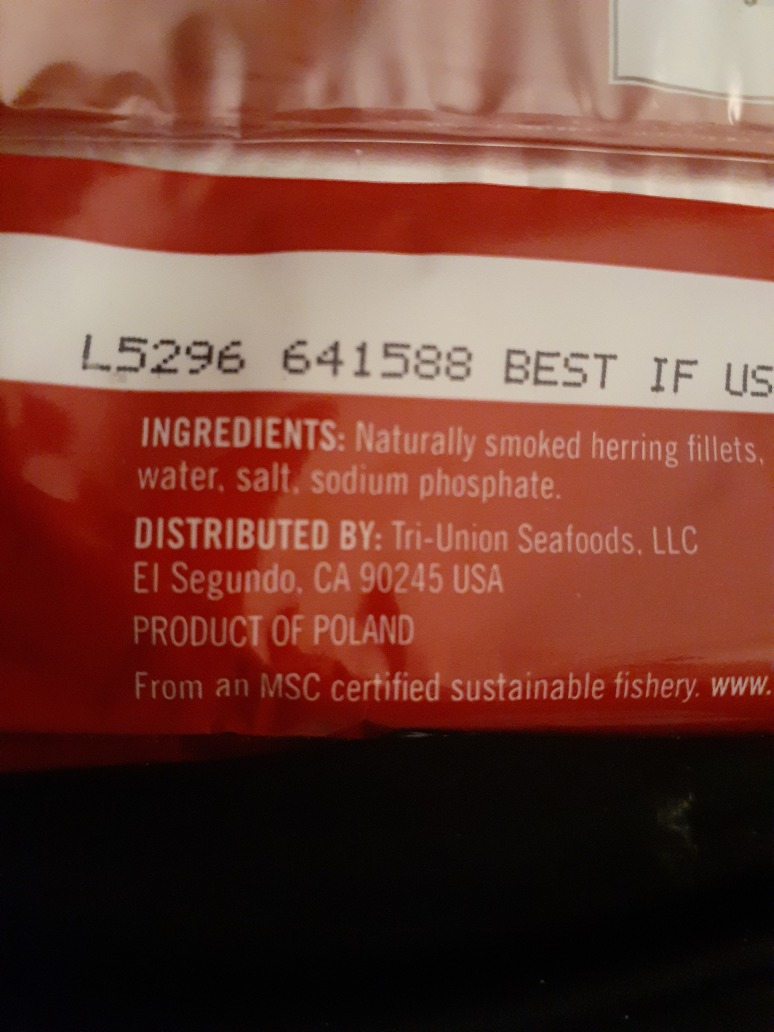 L5296 641588 BEST IF US
INGREDIENTS: Naturally smoked herring fillets,
water, salt, sodium phosphate.
DISTRIBUTED BY: Tri-Union Seafoods, LLC
El Segundo, CA 90245 USA
PRODUCT OF POLAND
From an MSC certified sustainable fishery. www.